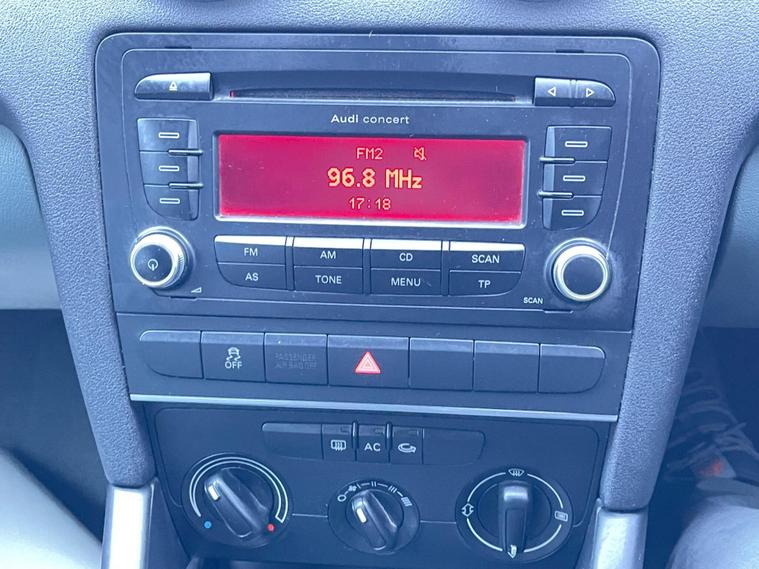 Audi concert
FM2
96.8 MHz
17:18
FM AM CD SCAN
AS TONE MENU TP
SCAN
OFF
PASSENGER
AIR BAG OFF
AC